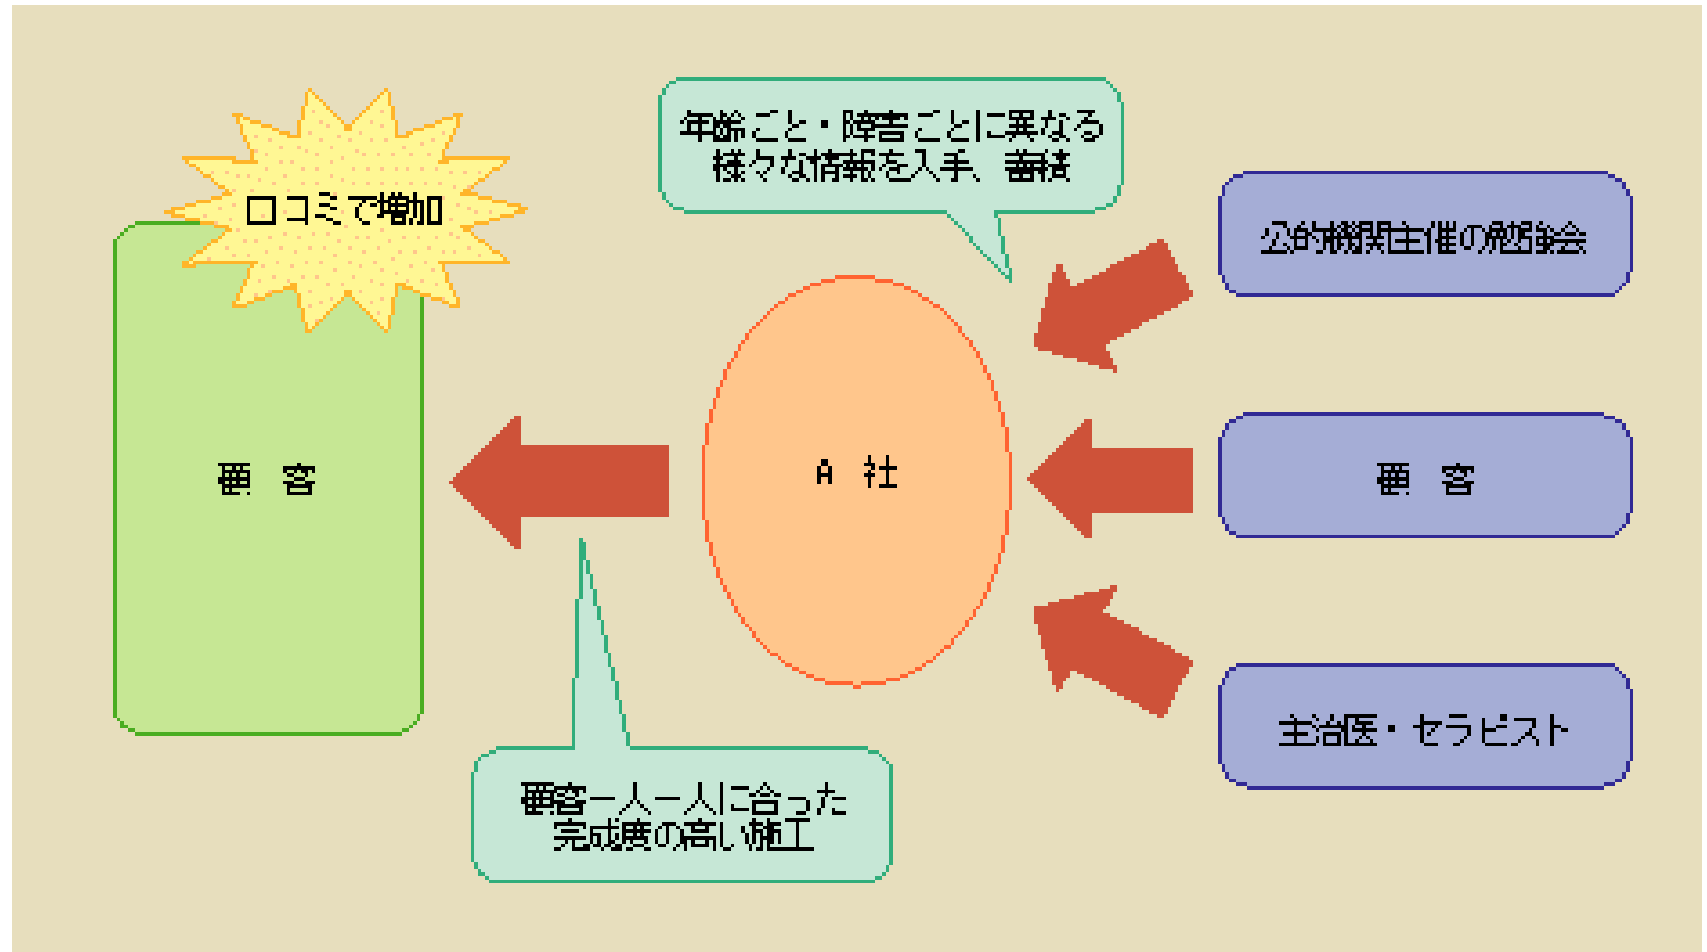 年齢ごと・障害ごとに異なる
様々な情報を入手、蓄積
口コミで増加
公的機関主催の勉強会
顧　客
A　社
顧　客
主治医・セラピスト
顧客一人一人に合った
完成度の高い施工